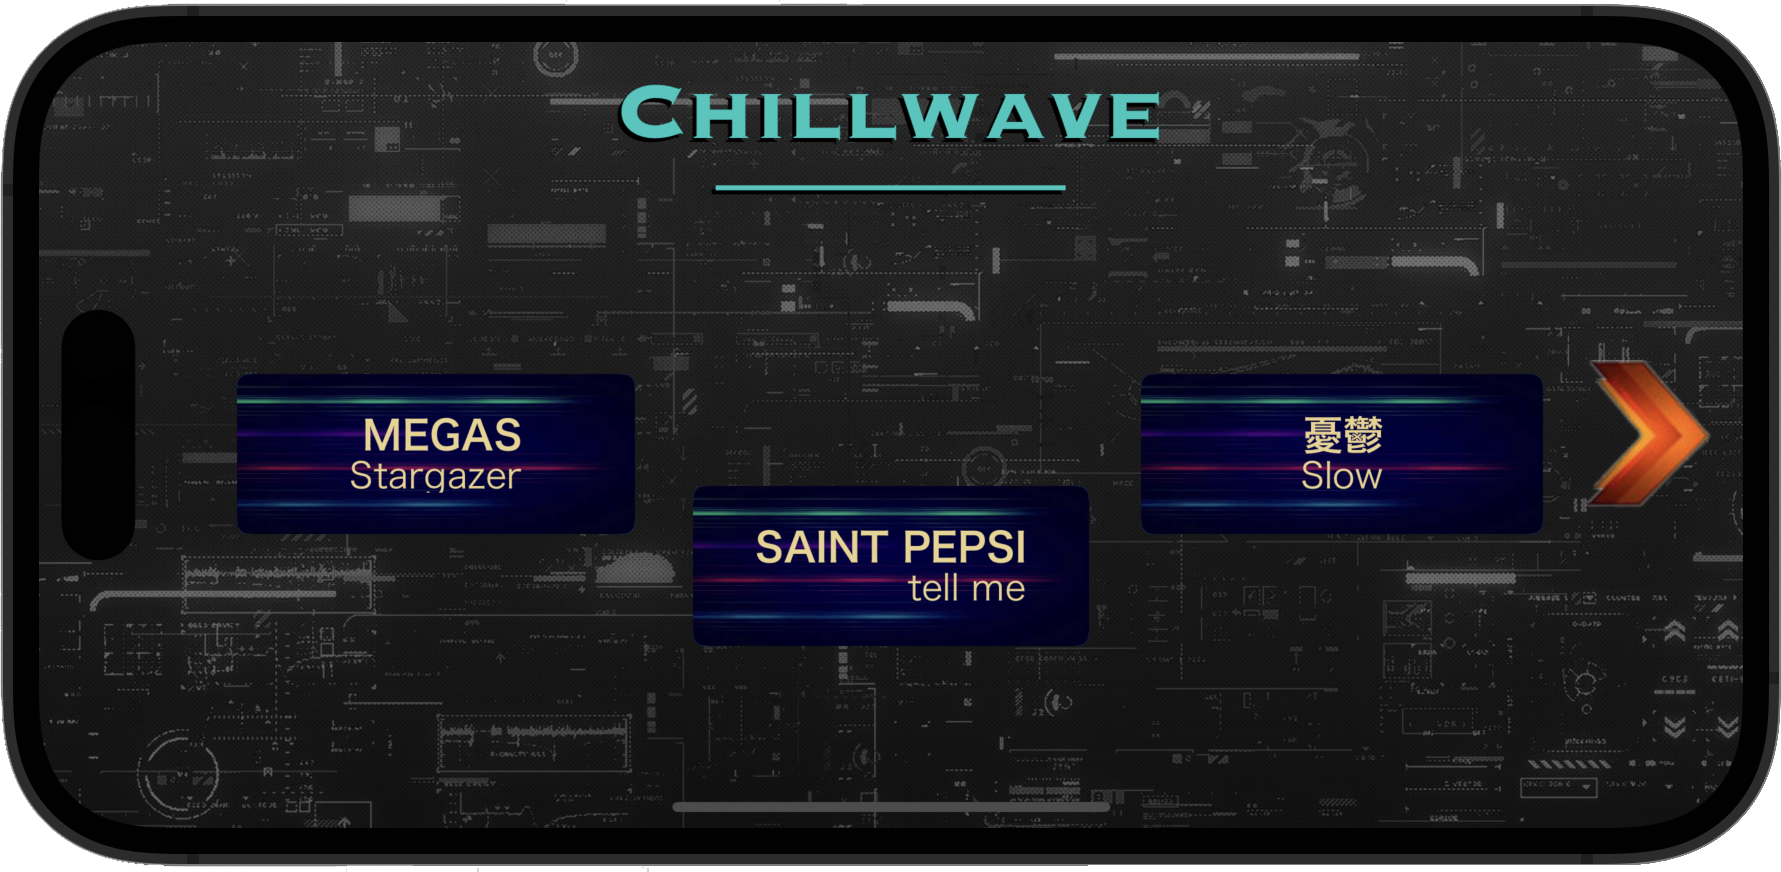 CHILLWAVE
MEGAS
Stargazer
SAINT PEPSI
tell me
憂鬱
Slow